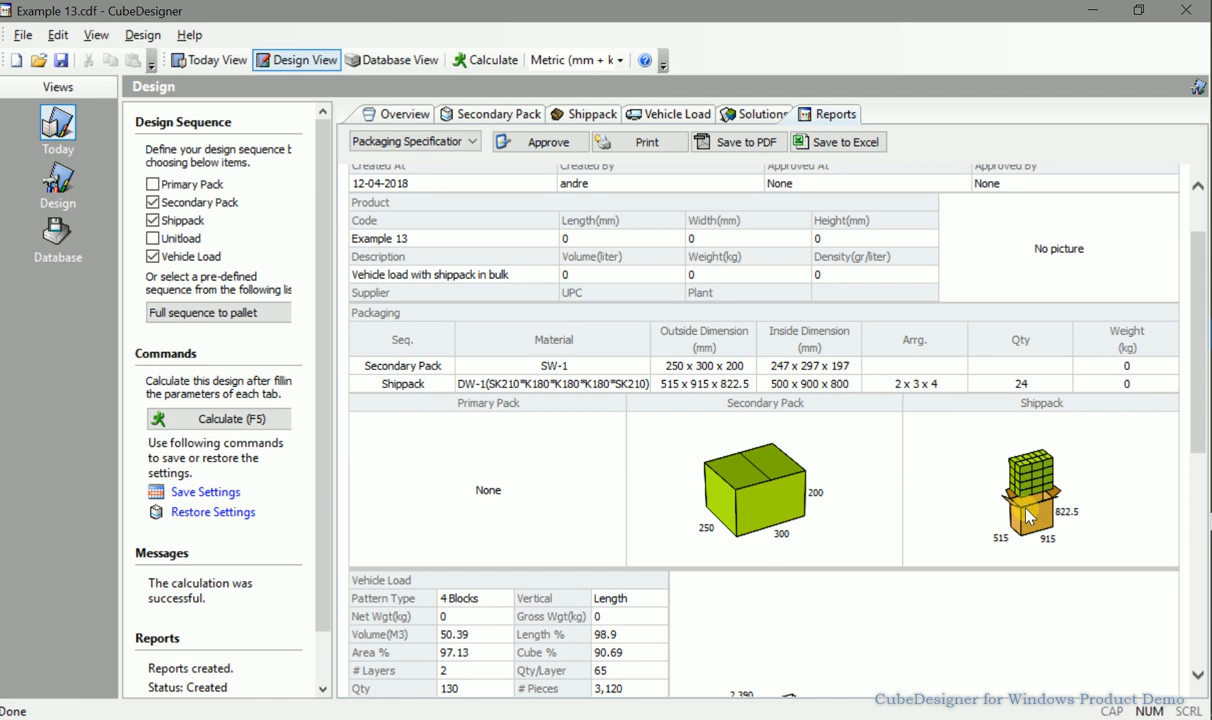 Example 13.cdf - CubeDesigner
File Edit View Design Help
Today View Design View Database View Calculate Metric (mm + k
Views
Design
Today
Design
Database
Design Sequence
Define your design sequence b
choosing below items.
Primary Pack
Secondary Pack
Shippack
Unitload
Vehicle Load
Or select a pre-defined
sequence from the following lis
Full sequence to pallet
Commands
Calculate this design after fillin
the parameters of each tab.
Calculate (F5)
Use following commands
to save or restore the
settings.
Save Settings
Restore Settings
Messages
The calculation was
successful.
Reports
Reports created.
Status: Created
Overview Secondary Pack Shippack Vehicle Load Solutions Reports
Packaging Specification Approve Print Save to PDF Save to Excel
Created At Created By Approved At Approved By
12-04-2018 andre None None
Product
Code Length(mm) Width(mm) Height(mm)
Example 13 0 0 0
Description Volume(liter) Weight(kg) Density(gr/liter)
Vehicle load with shippack in bulk 0 0 0
Supplier UPC Plant
No picture
Packaging
Seq. Material Outside Dimension (mm) Inside Dimension (mm) Arrg. Qty Weight (kg)
Secondary Pack SW-1 250 x 300 x 200 247 x 297 x 197 0
Shippack DW-1(SK210*K180*K180*K180*SK210) 515 x 915 x 822.5 500 x 900 x 800 2 x 3 x 4 24 0
Primary Pack Secondary Pack Shippack
None
200
250
300
822.5
515
915
Vehicle Load
Pattern Type 4 Blocks Vertical Length
Net Wgt(kg) 0 Gross Wgt(kg) 0
Volume(M3) 50.39 Length % 98.9
Area % 97.13 Cube % 90.69
# Layers 2 Qty/Layer 65
Qty 130 # Pieces 3,120
2,390
CubeDesigner for Windows Product Demo
Done
CAP NUM SCRL